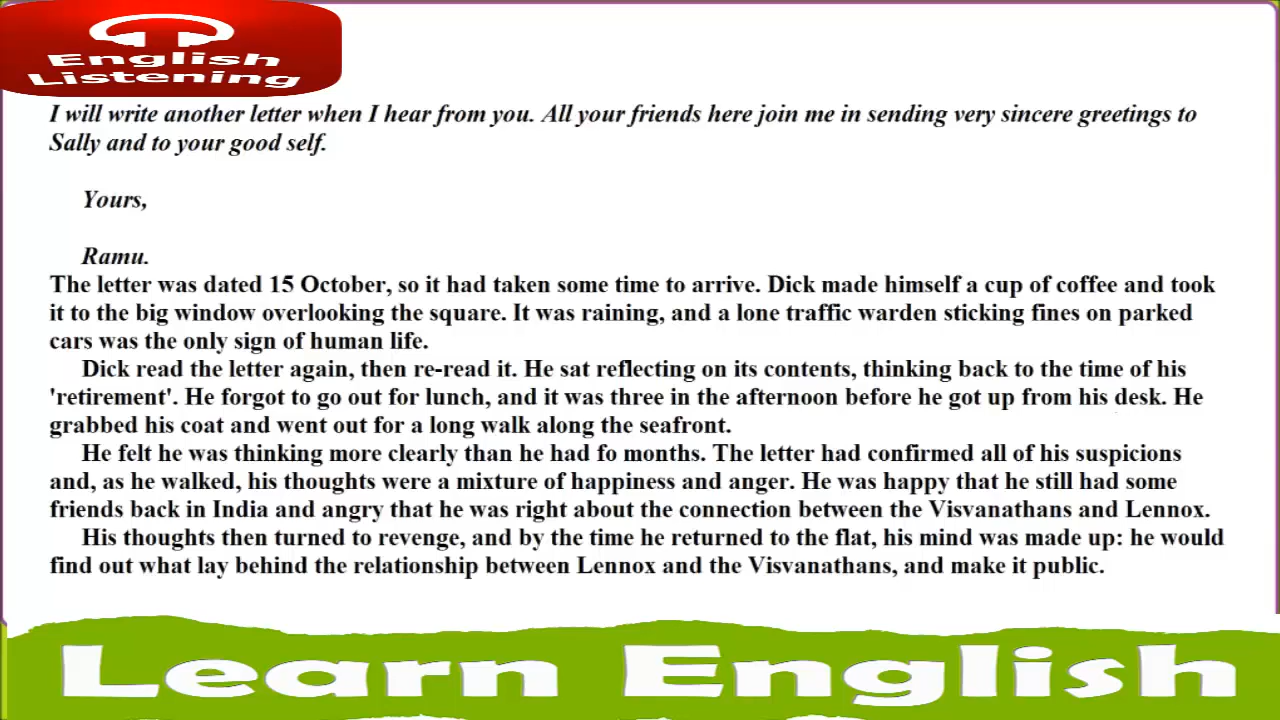 English
Listening
I will write another letter when I hear from you. All your friends here join me in sending very sincere greetings to
Sally and to your good self.
Yours,
Ramu.
The letter was dated 15 October, so it had taken some time to arrive. Dick made himself a cup of coffee and took
it to the big window overlooking the square. It was raining, and a lone traffic warden sticking fines on parked
cars was the only sign of human life.
Dick read the letter again, then re-read it. He sat reflecting on its contents, thinking back to the time of his
'retirement'. He forgot to go out for lunch, and it was three in the afternoon before he got up from his desk. He
grabbed his coat and went out for a long walk along the seafront.
He felt he was thinking more clearly than he had fo months. The letter had confirmed all of his suspicions
and, as he walked, his thoughts were a mixture of happiness and anger. He was happy that he still had some
friends back in India and angry that he was right about the connection between the Visvanathans and Lennox.
His thoughts then turned to revenge, and by the time he returned to the flat, his mind was made up: he would
find out what lay behind the relationship between Lennox and the Visvanathans, and make it public.
Learn English